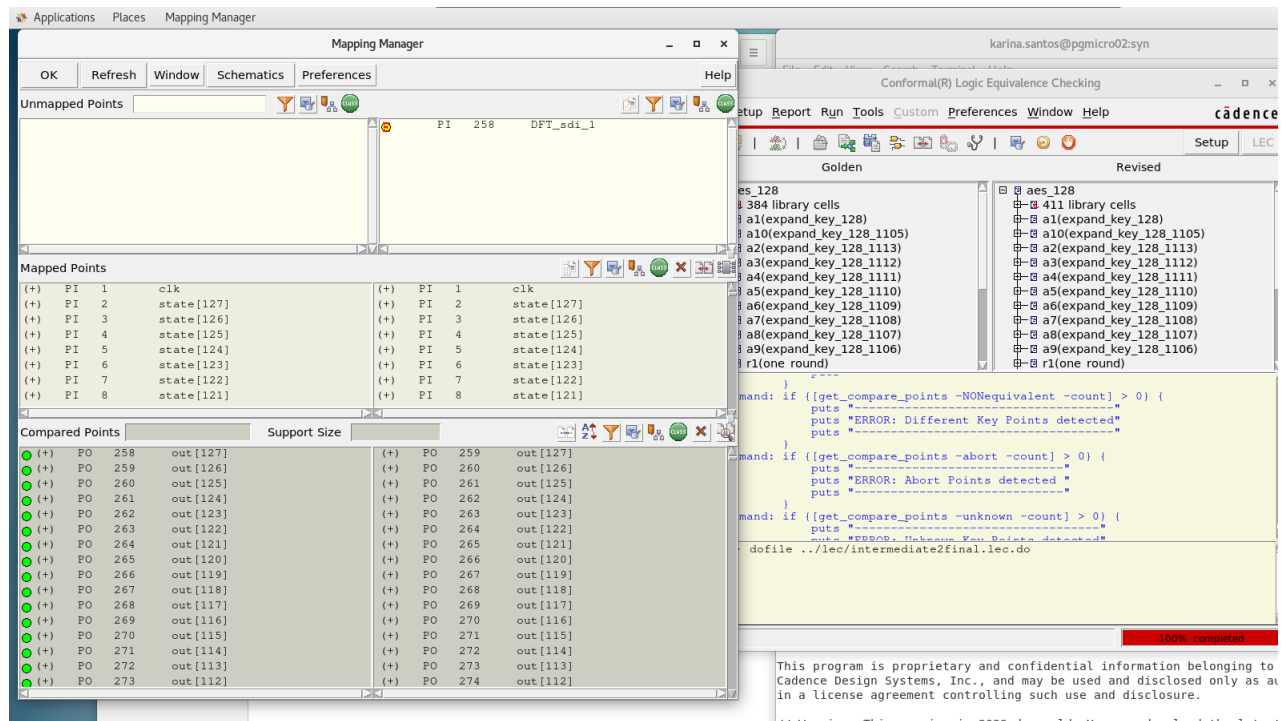 Applications Places Mapping Manager
Mapping Manager
OK Refresh Window Schematics Preferences Help
Unmapped Points
CLASS CLASS
PI 258 DFT_sdi_1
Mapped Points
CLASS
(+) PI 1 clk (+) PI 1 clk
(+) PI 2 state[127] (+) PI 2 state[127]
(+) PI 3 state[126] (+) PI 3 state[126]
(+) PI 4 state[125] (+) PI 4 state[125]
(+) PI 5 state[124] (+) PI 5 state[124]
(+) PI 6 state[123] (+) PI 6 state[123]
(+) PI 7 state[122] (+) PI 7 state[122]
(+) PI 8 state[121] (+) PI 8 state[121]
Compared Points Support Size
CLASS
(+) PO 258 out[127] (+) PO 259 out[127]
(+) PO 259 out[126] (+) PO 260 out[126]
(+) PO 260 out[125] (+) PO 261 out[125]
(+) PO 261 out[124] (+) PO 262 out[124]
(+) PO 262 out[123] (+) PO 263 out[123]
(+) PO 263 out[122] (+) PO 264 out[122]
(+) PO 264 out[121] (+) PO 265 out[121]
(+) PO 265 out[120] (+) PO 266 out[120]
(+) PO 266 out[119] (+) PO 267 out[119]
(+) PO 267 out[118] (+) PO 268 out[118]
(+) PO 268 out[117] (+) PO 269 out[117]
(+) PO 269 out[116] (+) PO 270 out[116]
(+) PO 270 out[115] (+) PO 271 out[115]
(+) PO 271 out[114] (+) PO 272 out[114]
(+) PO 272 out[113] (+) PO 273 out[113]
(+) PO 273 out[112] (+) PO 274 out[112]
karina.santos@pgmicro02:syn
Conformal(R) Logic Equivalence Checking
etup Report Run Tools Custom Preferences Window Help cādence
Setup LEC
Golden Revised
es_128
384 library cells
a1(expand_key_128)
a10(expand_key_128_1105)
a2(expand_key_128_1113)
a3(expand_key_128_1112)
a4(expand_key_128_1111)
a5(expand_key_128_1110)
a6(expand_key_128_1109)
a7(expand_key_128_1108)
a8(expand_key_128_1107)
a9(expand_key_128_1106)
r1(one round)
aes_128
411 library cells
a1(expand_key_128)
a10(expand_key_128_1105)
a2(expand_key_128_1113)
a3(expand_key_128_1112)
a4(expand_key_128_1111)
a5(expand_key_128_1110)
a6(expand_key_128_1109)
a7(expand_key_128_1108)
a8(expand_key_128_1107)
a9(expand_key_128_1106)
r1(one round)
}
mand: if {[get_compare_points -NONequivalent -count] > 0} {
puts "-----------------------------------"
puts "ERROR: Different Key Points detected"
puts "-----------------------------------"
}
mand: if {[get_compare_points -abort -count] > 0} {
puts "----------------------------"
puts "ERROR: Abort Points detected "
puts "----------------------------"
}
mand: if {[get_compare_points -unknown -count] > 0} {
puts "---------------------------------"
puts "ERROR: Unknown Key Points detected"
dofile ../lec/intermediate2final.lec.do
100% completed
This program is proprietary and confidential information belonging to
Cadence Design Systems, Inc., and may be used and disclosed only as au
in a license agreement controlling such use and disclosure.